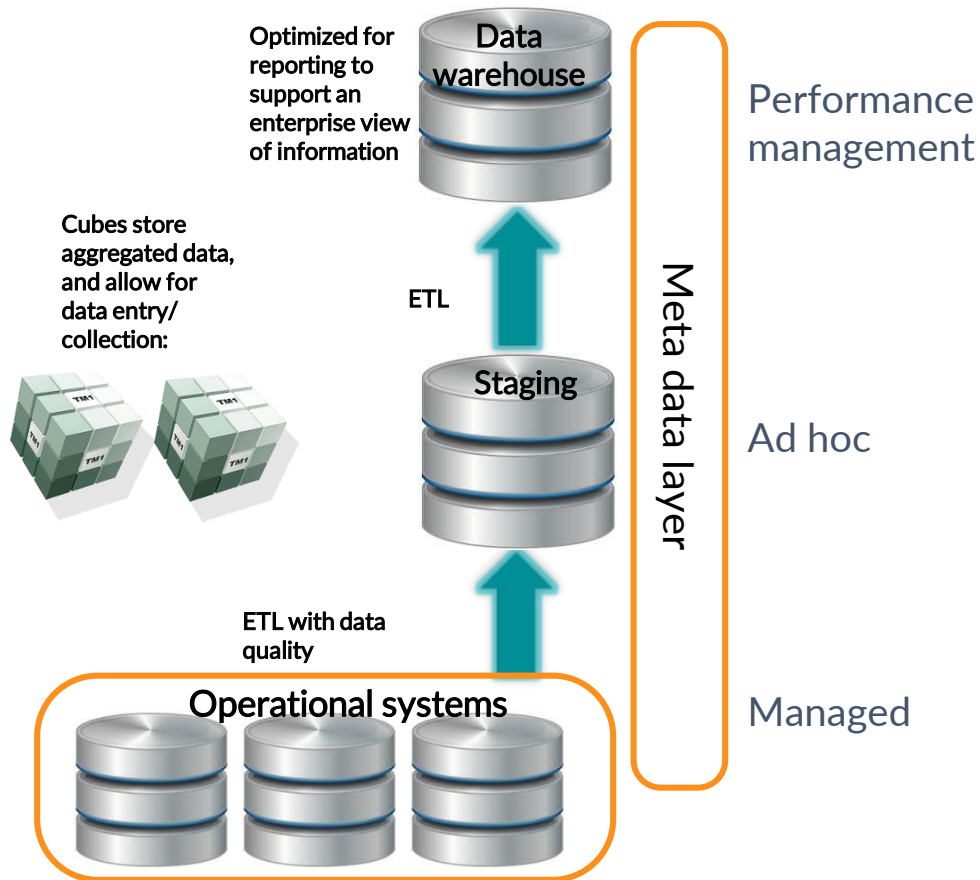 Optimized for
reporting to
support an
enterprise view
of information
Data
warehouse
Performance
management
Cubes store
aggregated data,
and allow for
data entry/
collection:
ETL
Meta data layer
TM1
TM1
TM1
TM1
TM1
TM1
Staging
Ad hoc
ETL with data
quality
Operational systems
Managed